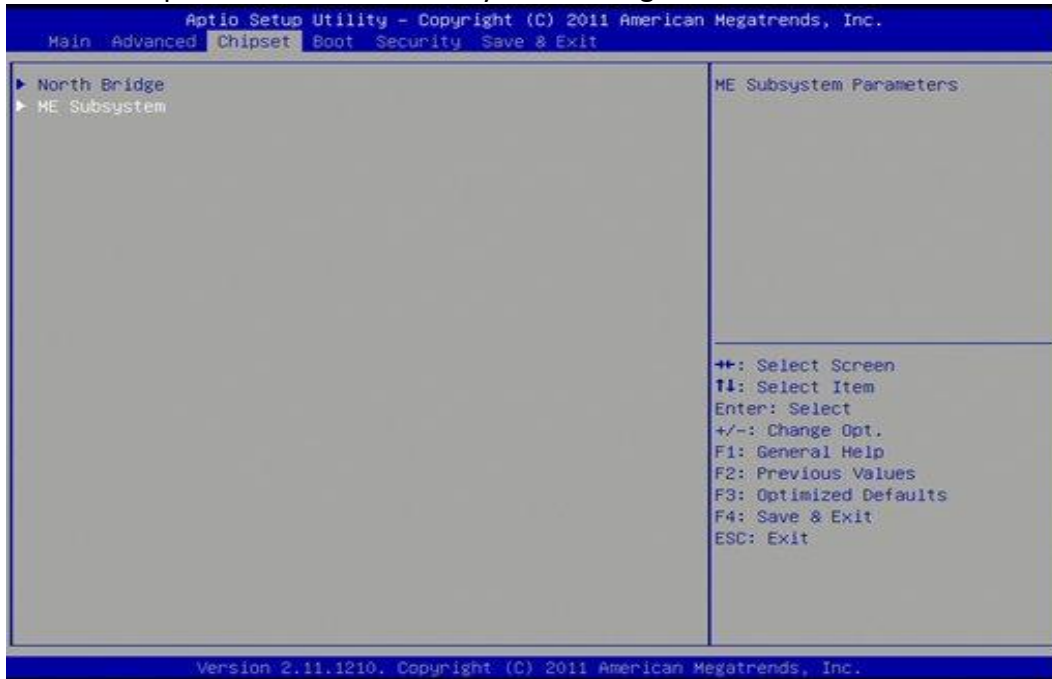 Aptio Setup Utility – Copyright (C) 2011 American Megatrends, Inc.
Main Advanced Chipset Boot Security Save & Exit
North Bridge
ME Subsystem
ME Subsystem Parameters
→←: Select Screen
↑↓: Select Item
Enter: Select
+/-: Change Opt.
F1: General Help
F2: Previous Values
F3: Optimized Defaults
F4: Save & Exit
ESC: Exit
Version 2.11.1210. Copyright (C) 2011 American Megatrends, Inc.